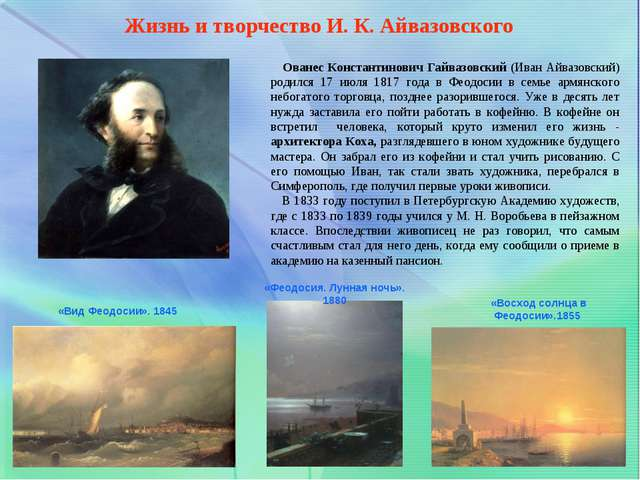 Жизнь и творчество И. К. Айвазовского
Ованес Константинович Гайвазовский (Иван Айвазовский)
родился 17 июля 1817 года в Феодосии в семье армянского
небогатого торговца, позднее разорившегося. Уже в десять лет
нужда заставила его пойти работать в кофейню. В кофейне он
встретил человека, который круто изменил его жизнь -
архитектора Коха, разглядевшего в юном художнике будущего
мастера. Он забрал его из кофейни и стал учить рисованию. С
его помощью Иван, так стали звать художника, перебрался в
Симферополь, где получил первые уроки живописи.
В 1833 году поступил в Петербургскую Академию художеств,
где с 1833 по 1839 годы учился у М. Н. Воробьева в пейзажном
классе. Впоследствии живописец не раз говорил, что самым
счастливым стал для него день, когда ему сообщили о приеме в
академию на казенный пансион.
«Вид Феодосии». 1845
«Феодосия. Лунная ночь».
1880
«Восход солнца в
Феодосии».1855